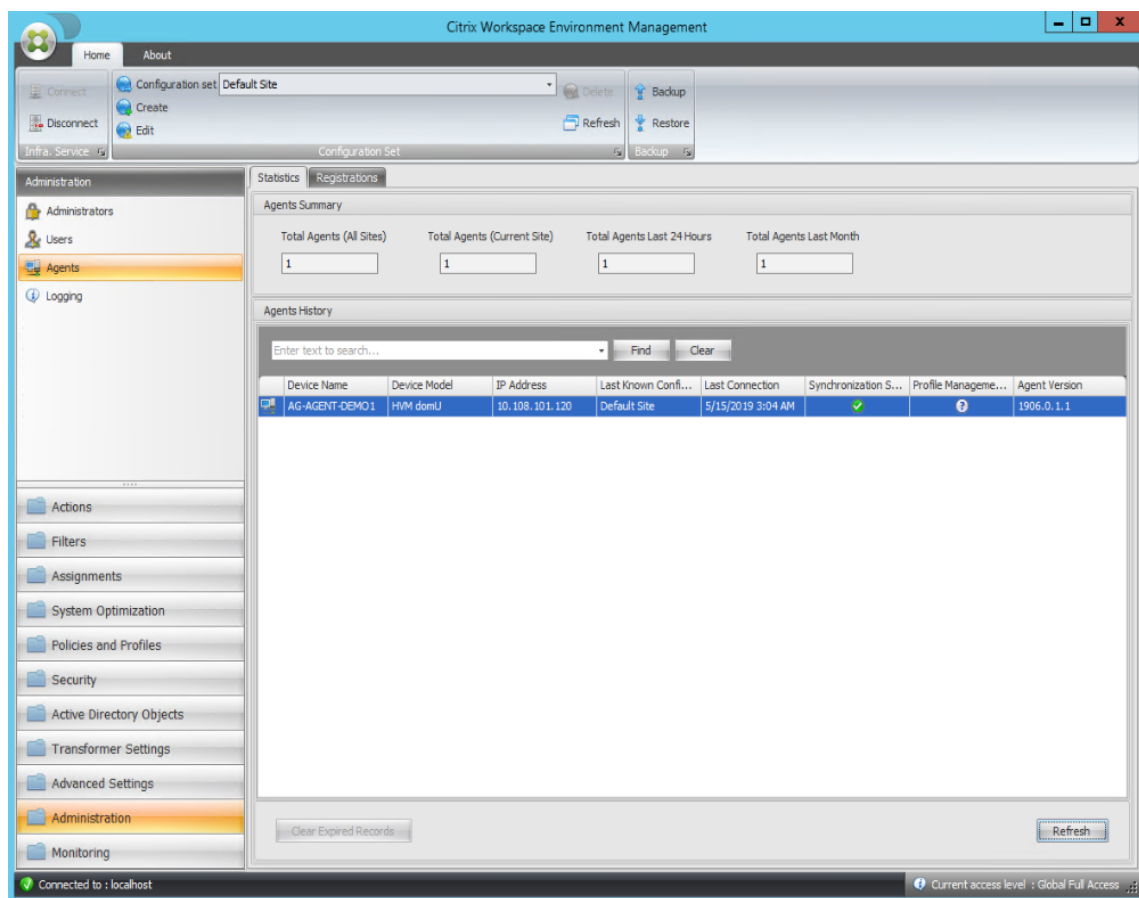 Citrix Workspace Environment Management
Home About
Connect
Disconnect
Infra. Service
Configuration set Default Site
Create
Edit
Delete
Refresh
Configuration Set
Backup
Restore
Backup
Administration
Administrators
Users
Agents
Logging
Actions
Filters
Assignments
System Optimization
Policies and Profiles
Security
Active Directory Objects
Transformer Settings
Advanced Settings
Administration
Monitoring
Statistics Registrations
Agents Summary
Total Agents (All Sites) Total Agents (Current Site) Total Agents Last 24 Hours Total Agents Last Month
1 1 1 1
Agents History
Enter text to search... Find Clear
Device Name Device Model IP Address Last Known Confi... Last Connection Synchronization S... Profile Manageme... Agent Version
AG-AGENT-DEMO1 HVM domU 10.108.101.120 Default Site 5/15/2019 3:04 AM 1906.0.1.1
Clear Expired Records Refresh
Connected to : localhost Current access level : Global Full Access